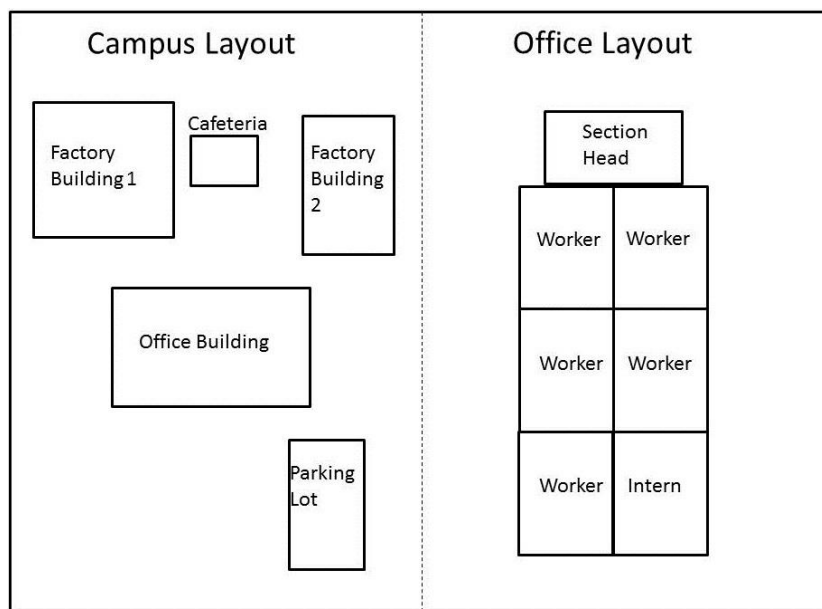 Campus Layout
Factory
Building 1
Cafeteria
Factory
Building
2
Office Building
Parking
Lot
Office Layout
Section
Head
Worker
Worker
Worker
Worker
Worker
Intern